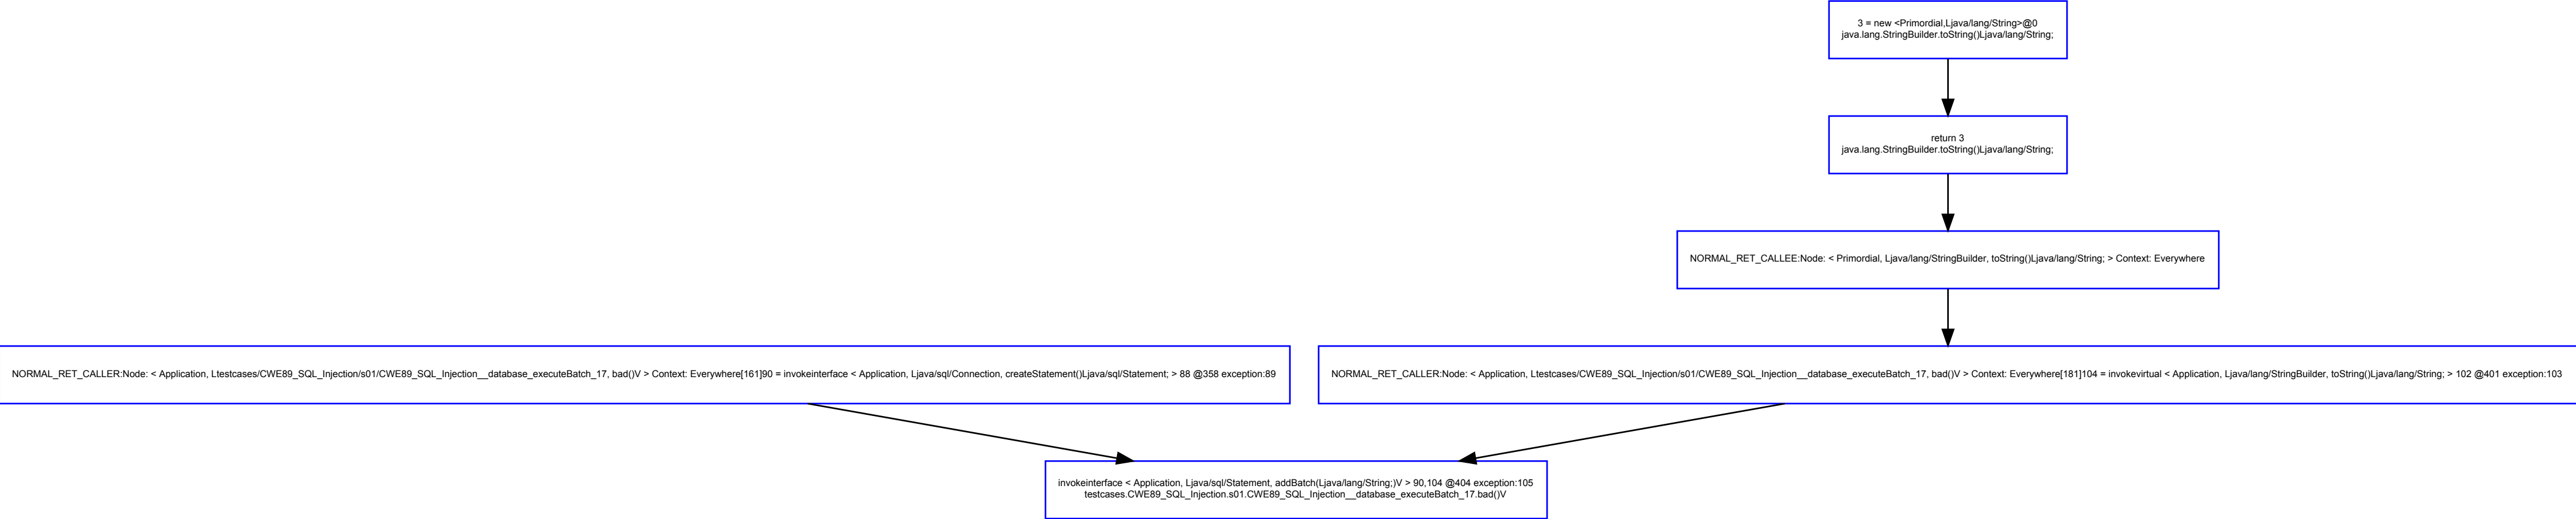 3 = new <Primordial,Ljava/lang/String>@0
java.lang.StringBuilder.toString()Ljava/lang/String;
return 3
java.lang.StringBuilder.toString()Ljava/lang/String;
NORMAL_RET_CALLEE:Node: < Primordial, Ljava/lang/StringBuilder, toString()Ljava/lang/String; > Context: Everywhere
NORMAL_RET_CALLER:Node: < Application, Ltestcases/CWE89_SQL_Injection/s01/CWE89_SQL_Injection__database_executeBatch_17, bad()V > Context: Everywhere[161]90 = invokeinterface < Application, Ljava/sql/Connection, createStatement()Ljava/sql/Statement; > 88 @358 exception:89
NORMAL_RET_CALLER:Node: < Application, Ltestcases/CWE89_SQL_Injection/s01/CWE89_SQL_Injection__database_executeBatch_17, bad()V > Context: Everywhere[181]104 = invokevirtual < Application, Ljava/lang/StringBuilder, toString()Ljava/lang/String; > 102 @401 exception:103
invokeinterface < Application, Ljava/sql/Statement, addBatch(Ljava/lang/String;)V > 90,104 @404 exception:105
testcases.CWE89_SQL_Injection.s01.CWE89_SQL_Injection__database_executeBatch_17.bad()V